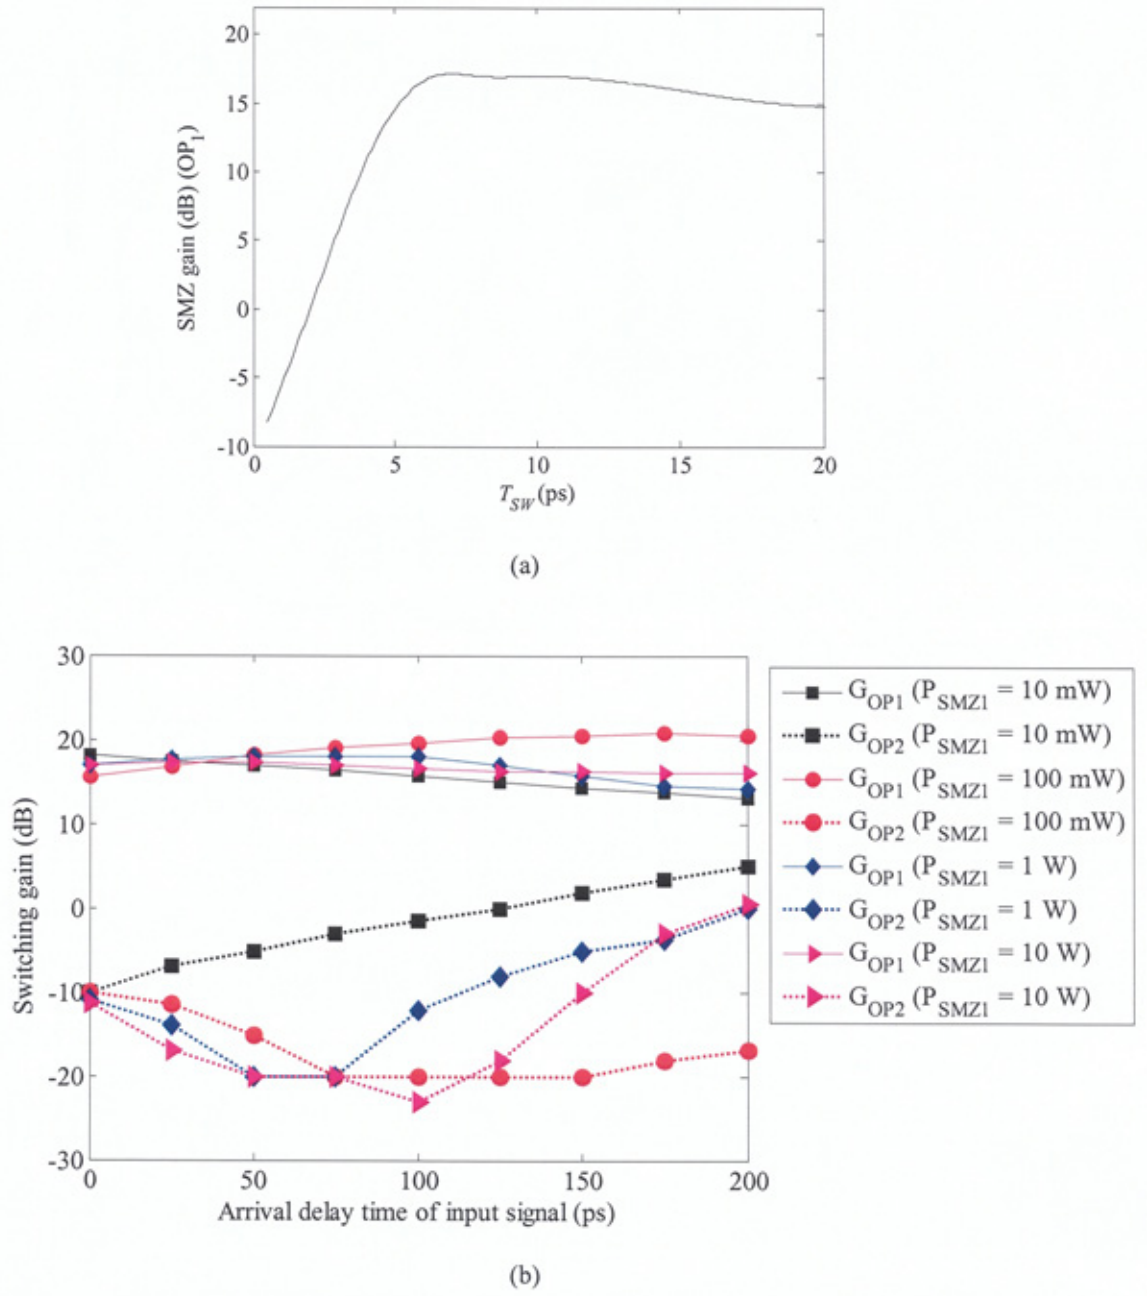 20
15
10
5
0
-5
-10
SMZ gain (dB) (OP1)
0 5 10 15 20
TSW (ps)
(a)
30
20
10
0
-10
-20
-30
Switching gain (dB)
0 50 100 150 200
Arrival delay time of input signal (ps)
GOP1 (PSMZ1 = 10 mW)
GOP2 (PSMZ1 = 10 mW)
GOP1 (PSMZ1 = 100 mW)
GOP2 (PSMZ1 = 100 mW)
GOP1 (PSMZ1 = 1 W)
GOP2 (PSMZ1 = 1 W)
GOP1 (PSMZ1 = 10 W)
GOP2 (PSMZ1 = 10 W)
(b)